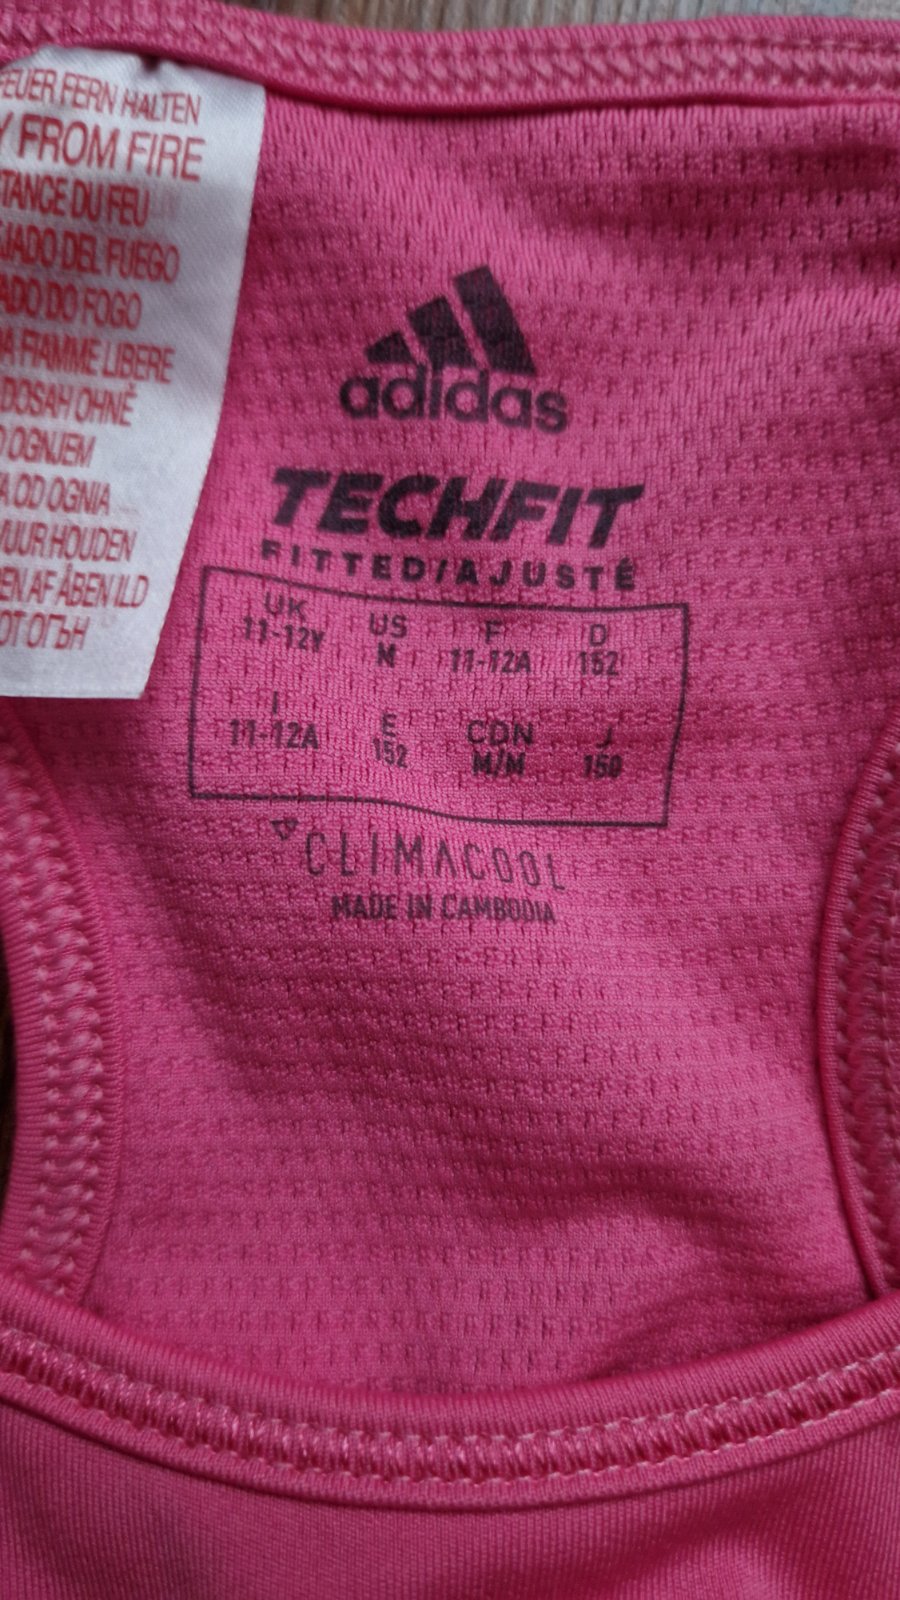 FEUER FERN HALTEN
Y FROM FIRE
TANCE DU FEU
JADO DEL FUEGO
ADO DO FOGO
A FIAMME LIBERE
DOSAH OHNĚ
OGNJEM
A OD OGNIA
VUUR HOUDEN
EN AF ÅBEN ILD
ОТ ОГЪН
adidas
TECHFIT
FITTED/AJUSTÉ
UK US F D
11-12Y M 11-12A 152
I E CDN J
11-12A 152 M/M 150
CLIMACOOL
MADE IN CAMBODIA